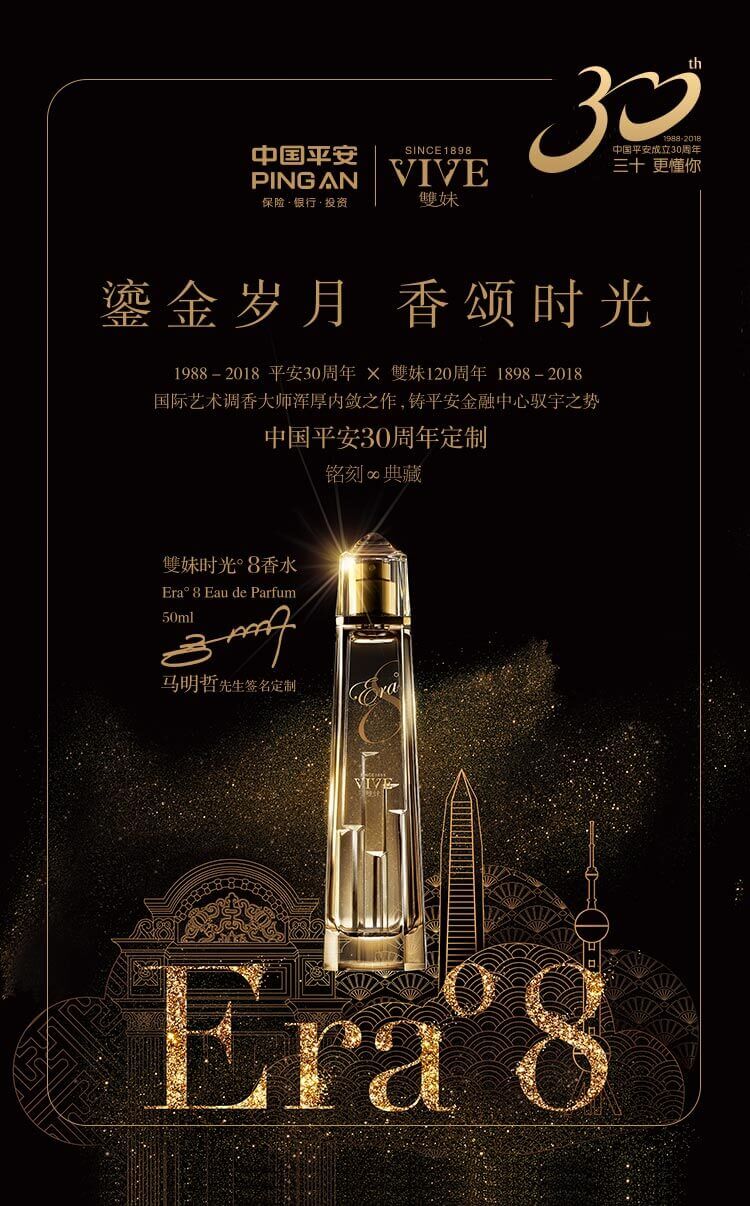 30th
1988-2018
中国平安成立30周年
三十 更懂你
中国平安
PING AN
保险·银行·投资
SINCE1898
VIVE
雙妹
鎏金岁月 香颂时光
1988 – 2018 平安30周年 × 雙妹120周年 1898 – 2018
国际艺术调香大师浑厚内敛之作,铸平安金融中心驭宇之势
中国平安30周年定制
铭刻∞典藏
雙妹时光° 8香水
Era° 8 Eau de Parfum
50ml
马明哲先生签名定制
Era°
8
SINCE1898
VIVE
Era°8